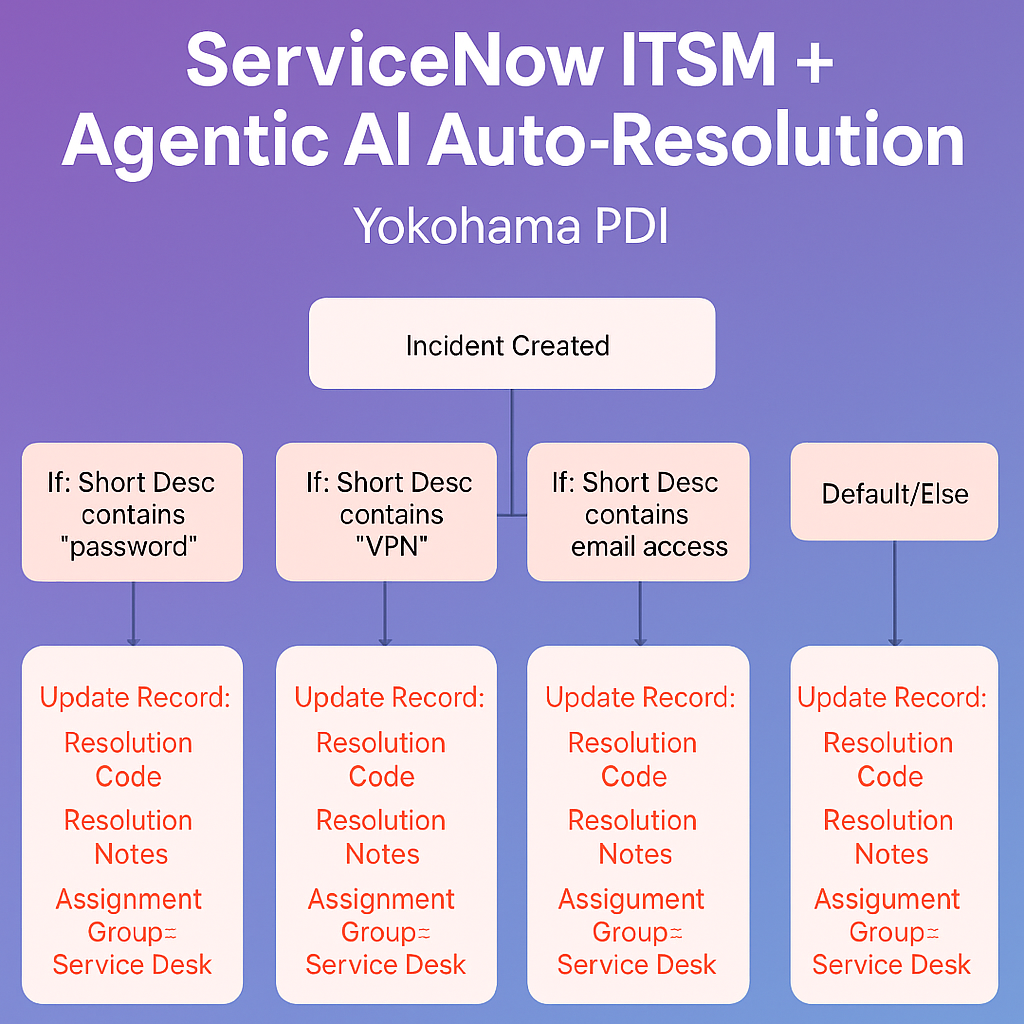 ServiceNow ITSM +
Agentic AI Auto-Resolution
Yokohama PDI
Incident Created
If: Short Desc
contains
"password"
If: Short Desc
contains
"VPN"
If: Short Desc
contains
email access
Default/Else
Update Record:
Resolution
Code
Resolution
Notes
Assignment
Group≈
Service Desk
Update Record:
Resolution
Code
Resolution
Notes
Assignment
Group≈
Service Desk
Update Record:
Resolution
Code
Resolution
Notes
Assigument
Group≈
Service Desk
Update Record:
Resolution
Code
Resolution
Notes
Assigument
Group≈
Service Desk